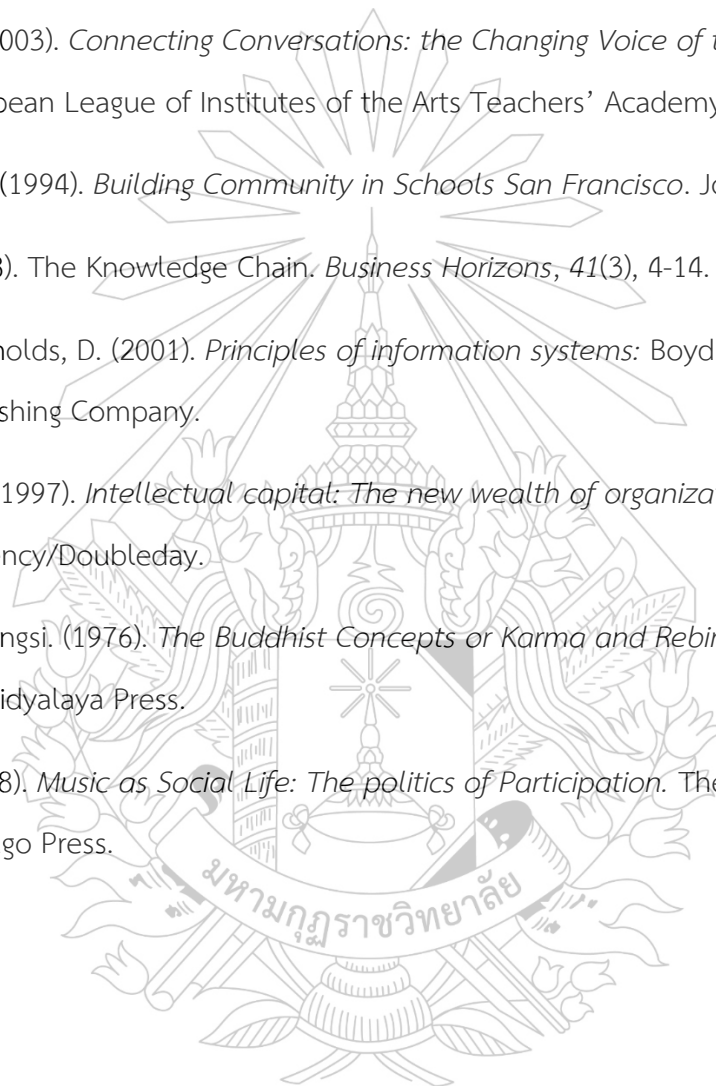 003). Connecting Conversations: the Changing Voice of t
pean League of Institutes of the Arts Teachers' Academy
(1994). Building Community in Schools San Francisco. Jo
8). The Knowledge Chain. Business Horizons, 41(3), 4-14.
nolds, D. (2001). Principles of information systems: Boyd
shing Company.
1997). Intellectual capital: The new wealth of organiza
ency/Doubleday.
ngsi. (1976). The Buddhist Concepts or Karma and Rebir
idyalaya Press.
8). Music as Social Life: The politics of Participation. The
go Press.
มหามกุฏราชวิทยาลัย